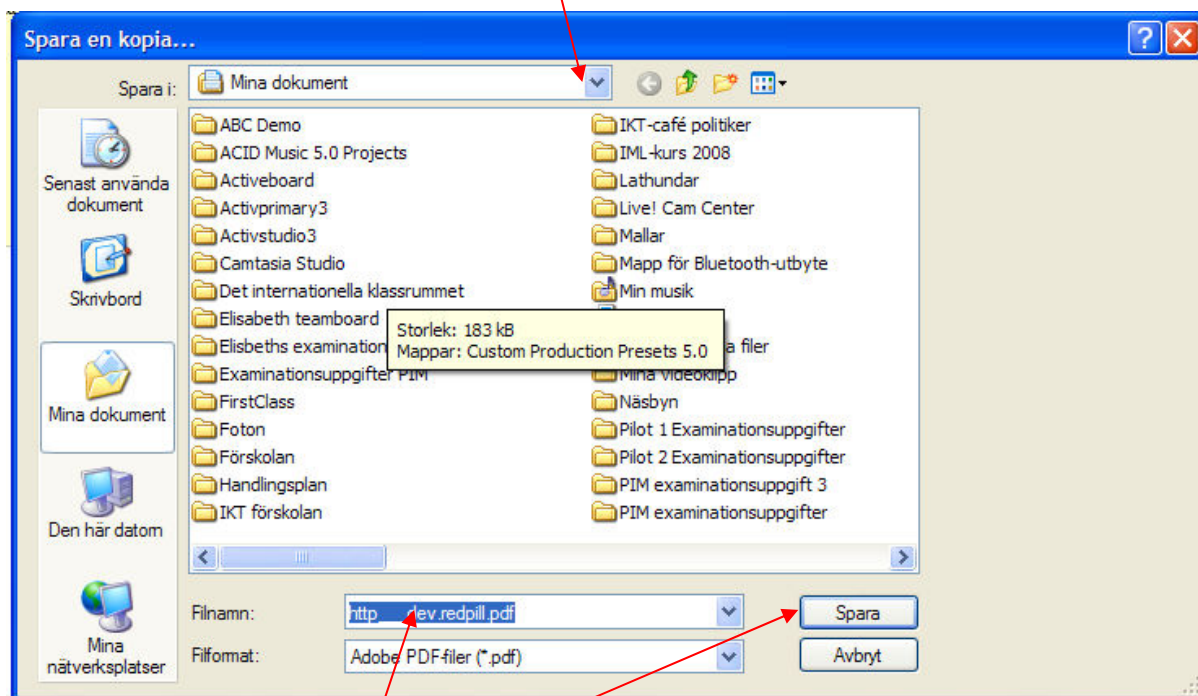 Spara en kopia...
Spara i:
Mina dokument
Senast använda
dokument
Skrivbord
Mina dokument
Den här datorn
Mina
nätverksplatser
ABC Demo
ACID Music 5.0 Projects
Activeboard
Activprimary3
Activstudio3
Camtasia Studio
Det internationella klassrummet
Elisabeth teamboard
Elisbeths examination
Examinationsuppgifter PIM
FirstClass
Foton
Förskolan
Handlingsplan
IKT förskolan
IKT-café politiker
IML-kurs 2008
Lathundar
Live! Cam Center
Mallar
Mapp för Bluetooth-utbyte
Min musik
filer
Mina videoklipp
Näsbyn
Pilot 1 Examinationsuppgifter
Pilot 2 Examinationsuppgifter
PIM examinationsuppgift 3
PIM examinationsuppgifter
Storlek: 183 kB
Mappar: Custom Production Presets 5.0
Filnamn:
http___dev.redpill.pdf
Spara
Filformat:
Adobe PDF-filer (*.pdf)
Avbryt